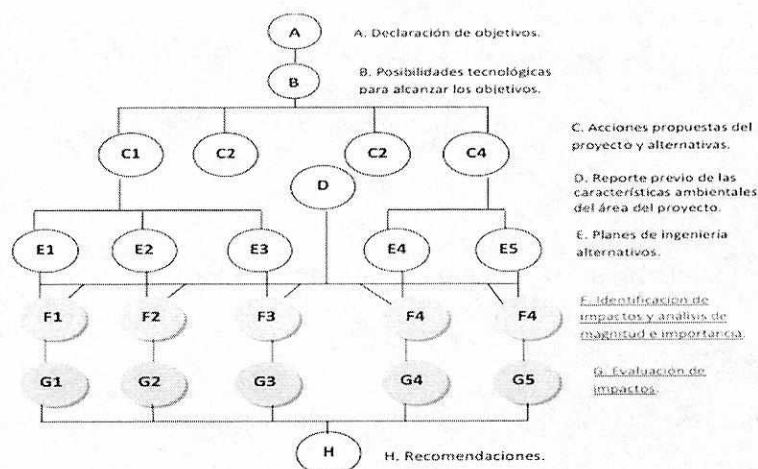 A
A. Declaración de objetivos.
B
B. Posibilidades tecnológicas
para alcanzar los objetivos.
C1
C2
C2
C4
C. Acciones propuestas del
proyecto y alternativas.
D
D. Reporte previo de las
características ambientales
del área del proyecto.
E1
E2
E3
E4
E5
E. Planes de ingeniería
alternativos.
F1
F2
F3
F4
F4
F. Identificación de
impactos y análisis de
magnitud e importancia.
G1
G2
G3
G4
G5
G. Evaluación de
impactos.
H
H. Recomendaciones.